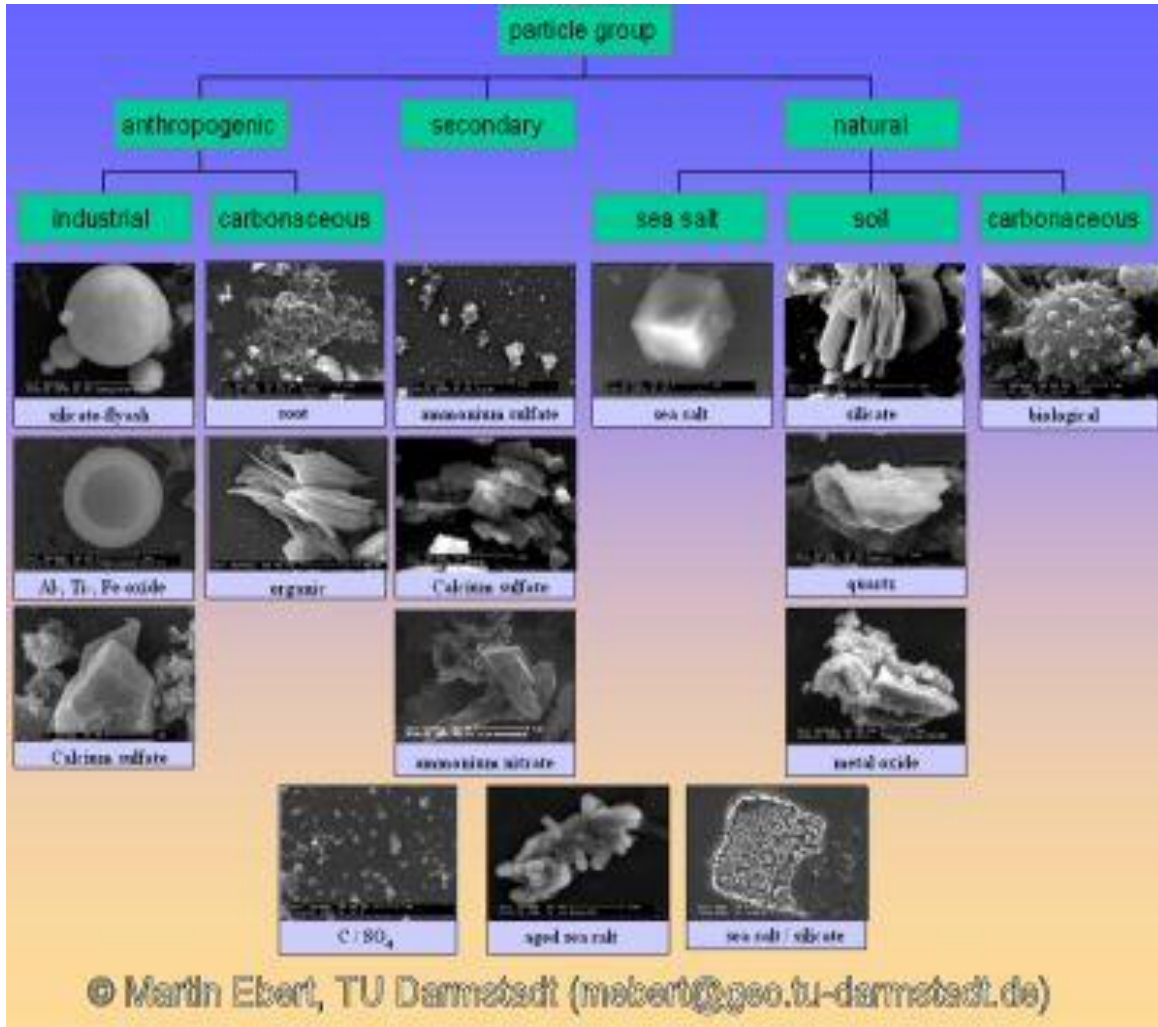 particle group
anthropogenic
secondary
natural
industrial
carbonaceous
sea salt
soil
carbonaceous
silicate-flyash
soot
ammonium sulfate
sea salt
silicate
biological
Al-, Ti-, Fe-oxide
organic
Calcium sulfate
quartz
Calcium sulfate
ammonium nitrate
metal oxide
C / SO₄
aged sea salt
sea salt / silicate
© Martin Ebert, TU Darmstadt (mebert@geo.tu-darmstadt.de)